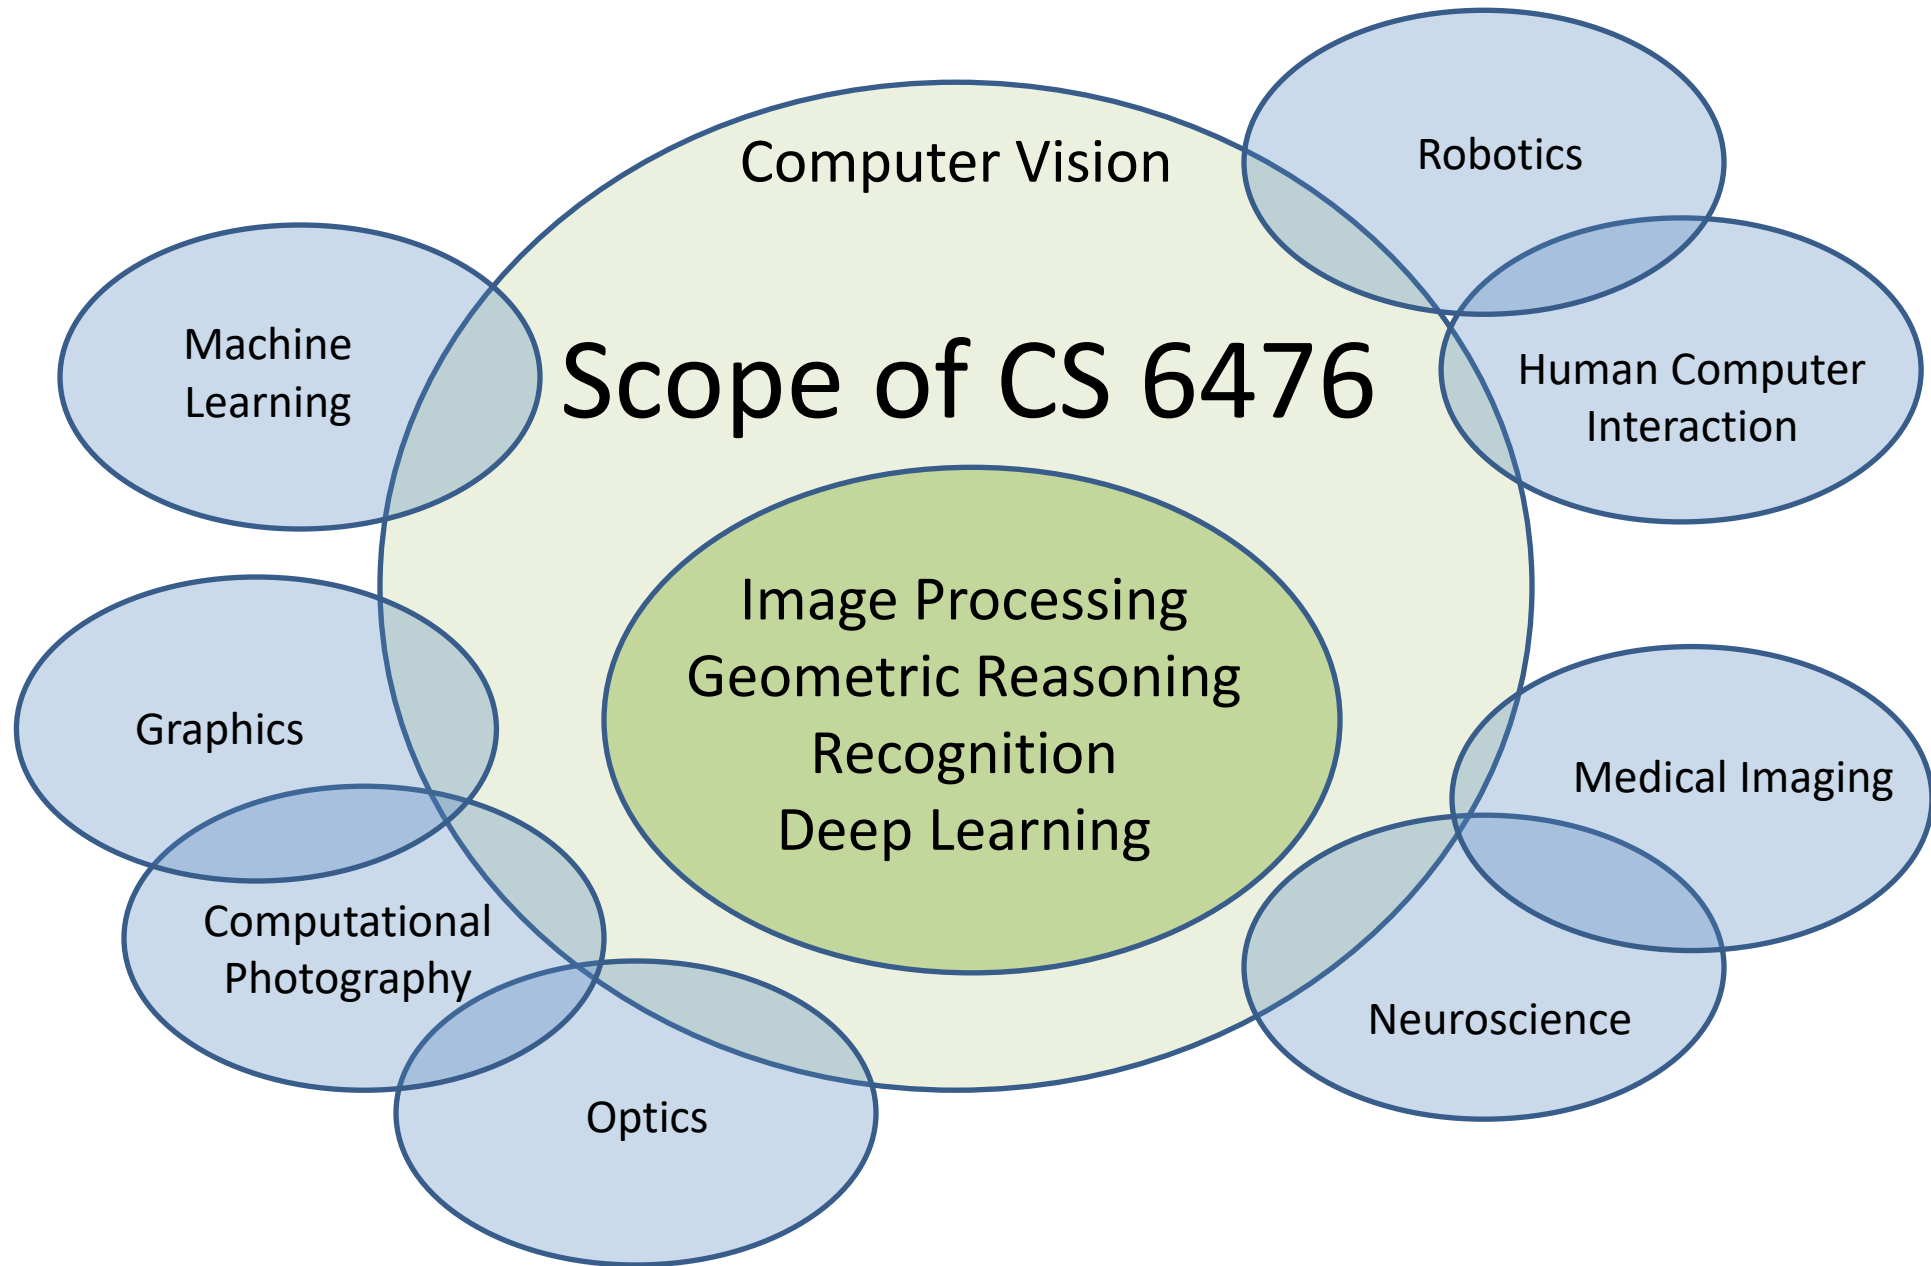 Computer Vision
Robotics
Machine
Learning
Scope of CS 6476
Human Computer
Interaction
Image Processing
Geometric Reasoning
Recognition
Deep Learning
Graphics
Medical Imaging
Computational
Photography
Neuroscience
Optics